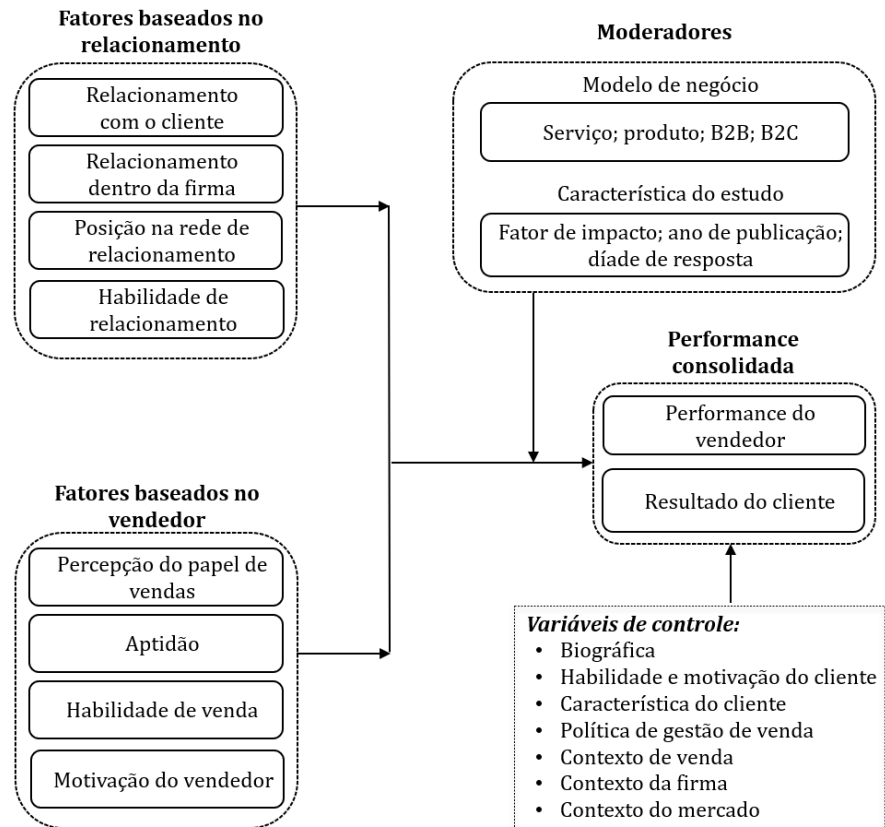 Fatores baseados no
relacionamento
Relacionamento
com o cliente
Relacionamento
dentro da firma
Posição na rede de
relacionamento
Habilidade de
relacionamento
Moderadores
Modelo de negócio
Serviço; produto; B2B; B2C
Característica do estudo
Fator de impacto; ano de publicação;
díade de resposta
Performance
consolidada
Performance do
vendedor
Resultado do cliente
Fatores baseados no
vendedor
Percepção do papel de
vendas
Aptidão
Habilidade de venda
Motivação do vendedor
Variáveis de controle:
• Biográfica
• Habilidade e motivação do cliente
• Característica do cliente
• Política de gestão de venda
• Contexto de venda
• Contexto da firma
• Contexto do mercado